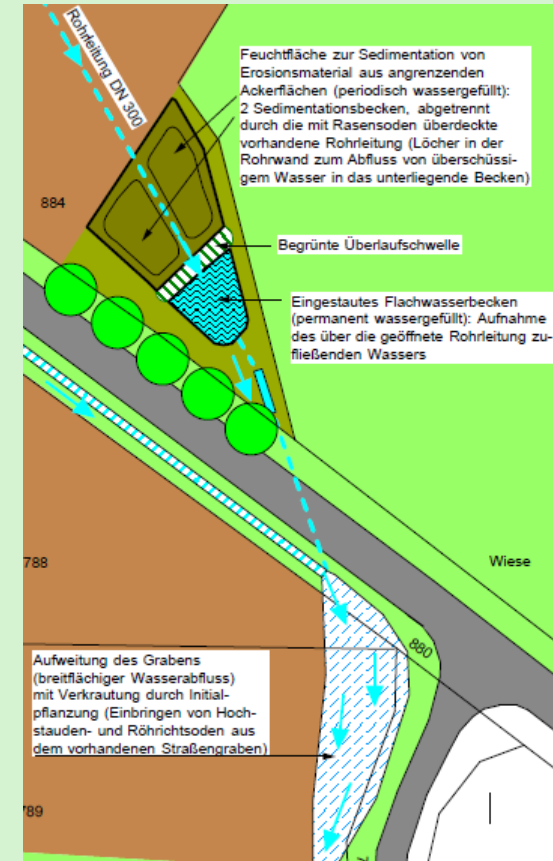 Rohrleitung DN 300
Feuchtfläche zur Sedimentation von
Erosionsmaterial aus angrenzenden
Ackerflächen (periodisch wassergefüllt):
2 Sedimentationsbecken, abgetrennt
durch die mit Rasensoden überdeckte
vorhandene Rohrleitung (Löcher in der
Rohrwand zum Abfluss von überschüssi-
gem Wasser in das unterliegende Becken)
884
Begrünte Überlaufschwelle
Eingestautes Flachwasserbecken
(permanent wassergefüllt): Aufnahme
des über die geöffnete Rohrleitung zu-
fließenden Wassers
788
Wiese
880
Aufweitung des Grabens
(breitflächiger Wasserabfluss)
mit Verkrautung durch Initial-
pflanzung (Einbringen von Hoch-
stauden- und Röhrichtsoden aus
dem vorhandenen Straßengraben)
789